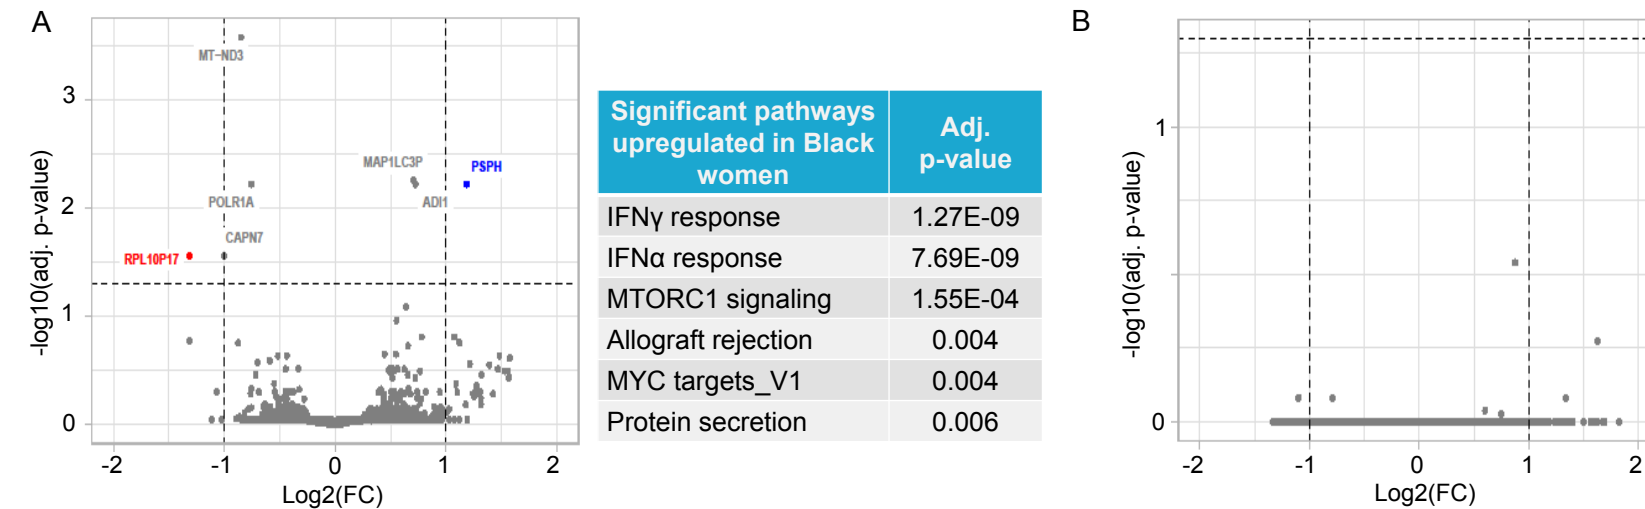 A
-log10(adj. p-value)
3
2
1
0
MT-ND3
MAP1LC3P
PSPH
POLR1A
ADI1
CAPN7
RPL10P17
-2
-1
0
1
2
Log2(FC)
Significant pathways
upregulated in Black
women
Adj.
p-value
IFNγ response 1.27E-09
IFNα response 7.69E-09
MTORC1 signaling 1.55E-04
Allograft rejection 0.004
MYC targets_V1 0.004
Protein secretion 0.006
B
-log10(adj. p-value)
1
0
-2
-1
0
1
2
Log2(FC)